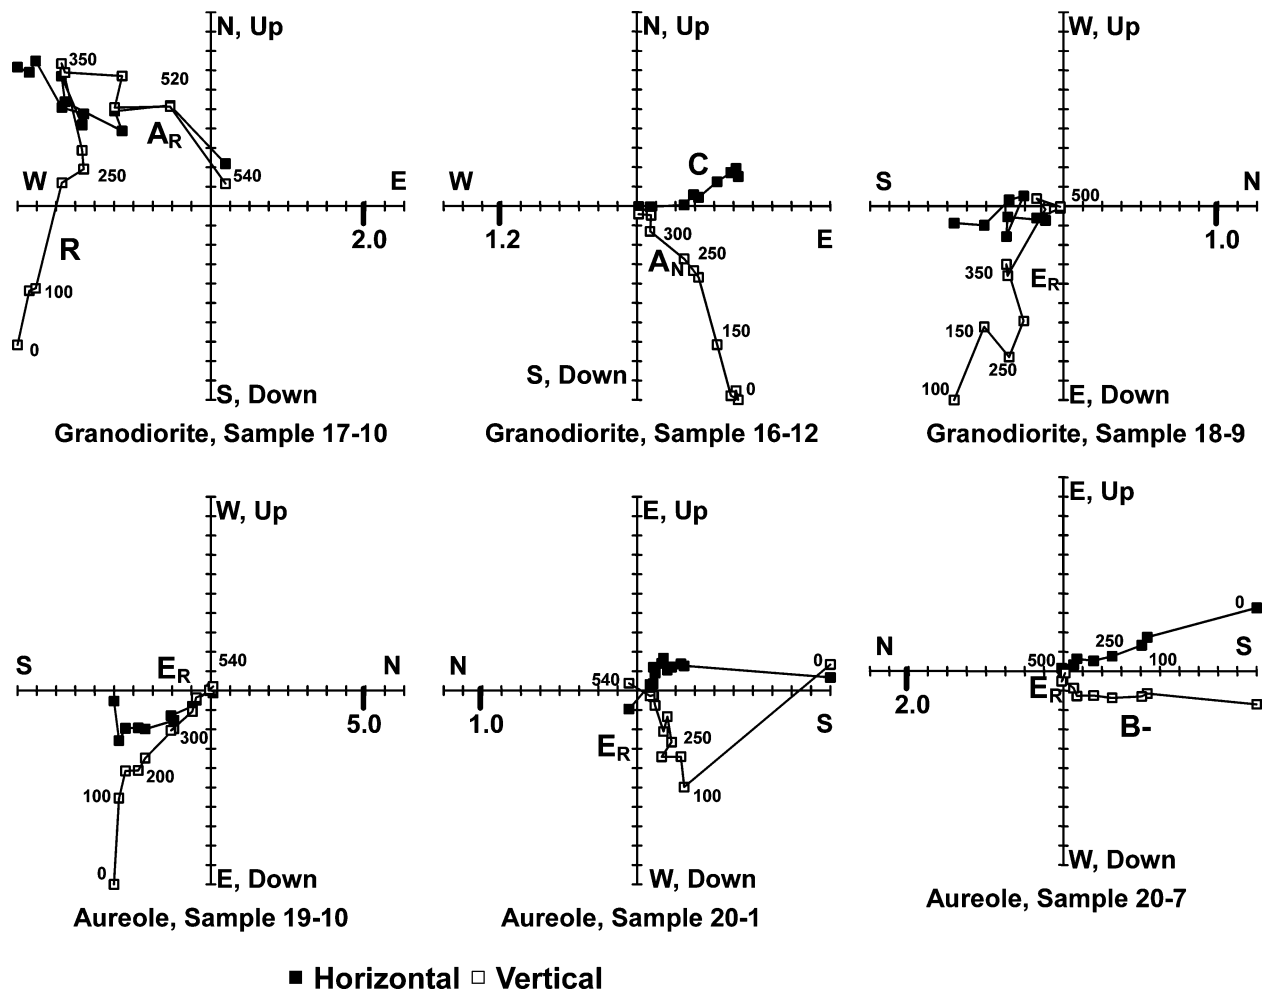 N, Up
350
520
A_R
W
E
250
540
2.0
R
100
0
S, Down
Granodiorite, Sample 17-10
N, Up
C
W
1.2
E
300
250
A_N
150
S, Down
0
Granodiorite, Sample 16-12
W, Up
S
N
500
1.0
350
E_R
150
250
100
E, Down
Granodiorite, Sample 18-9
W, Up
S
E_R
540
N
5.0
300
200
100
0
E, Down
Aureole, Sample 19-10
E, Up
N
0
540
1.0
S
E_R
250
100
W, Down
Aureole, Sample 20-1
E, Up
0
N
250
S
500
100
E_R
2.0
B-
W, Down
Aureole, Sample 20-7
Horizontal
Vertical